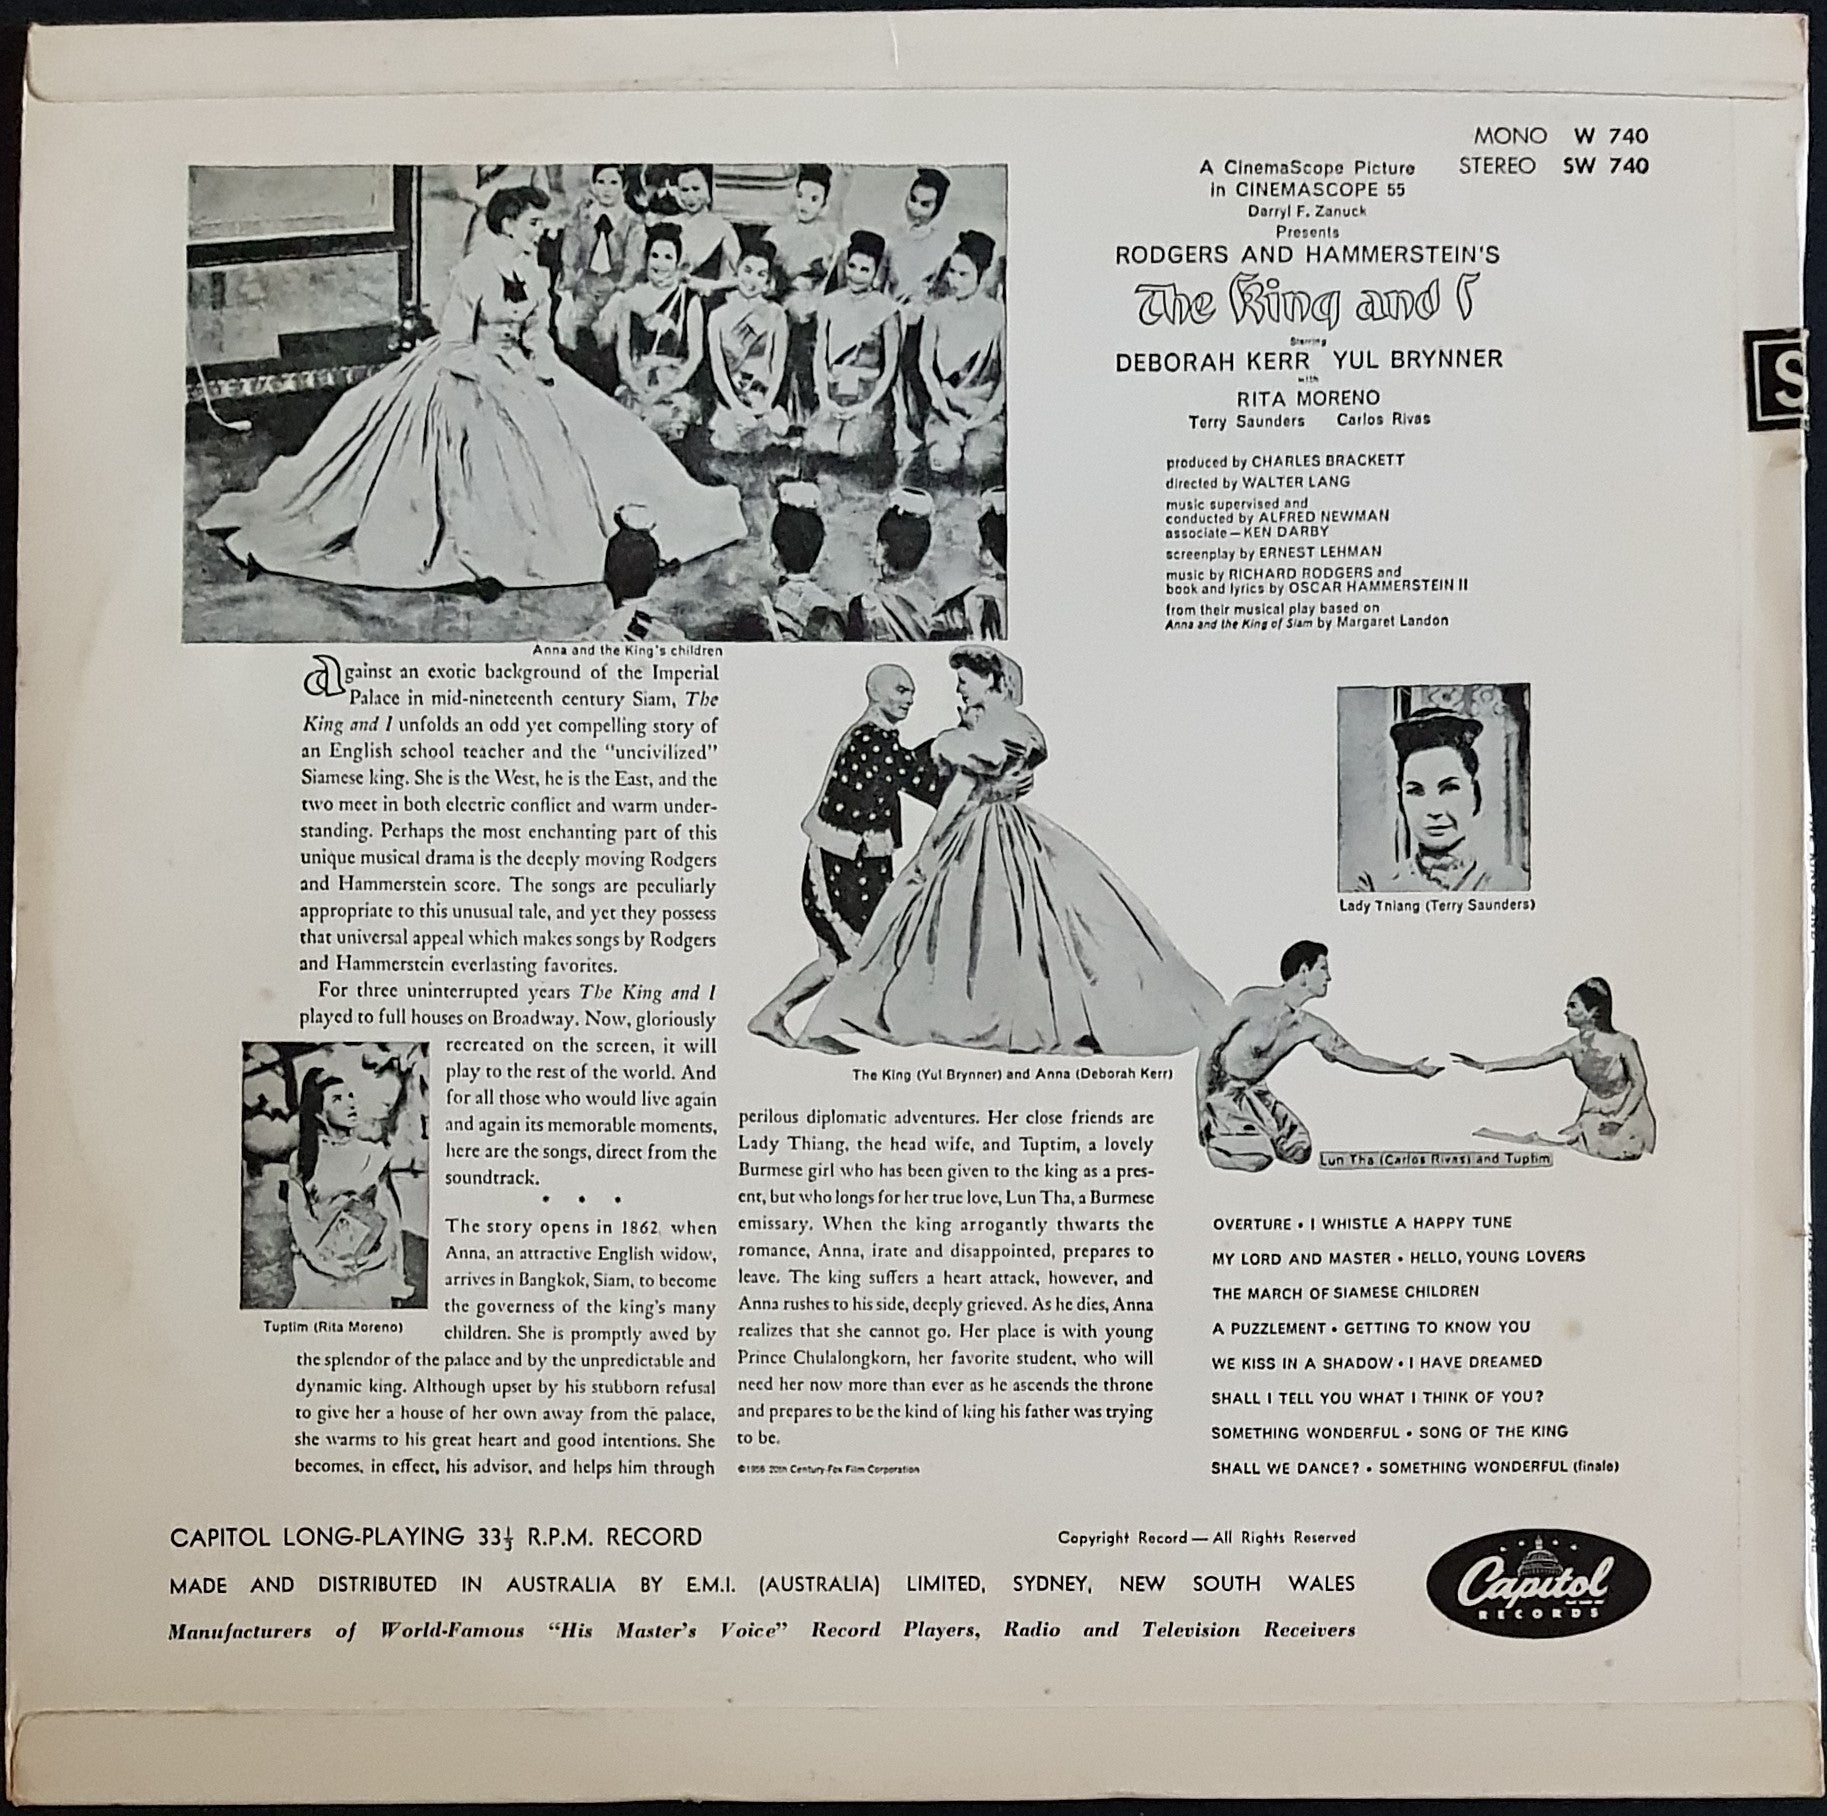 MONO W 740
STEREO SW 740
A CinemaScope Picture
in CINEMASCOPE 55
Darryl F. Zanuck
Presents
RODGERS AND HAMMERSTEIN'S
The King and I
Starring
DEBORAH KERR YUL BRYNNER
with
RITA MORENO
Terry Saunders Carlos Rivas
produced by CHARLES BRACKETT
directed by WALTER LANG
music supervised and
conducted by ALFRED NEWMAN
associate—KEN DARBY
screenplay by ERNEST LEHMAN
music by RICHARD RODGERS and
book and lyrics by OSCAR HAMMERSTEIN II
from their musical play based on
Anna and the King of Siam by Margaret Landon
S
Anna and the King's children
against an exotic background of the Imperial
Palace in mid-nineteenth century Siam, The
King and I unfolds an odd yet compelling story of
an English school teacher and the "uncivilized"
Siamese king. She is the West, he is the East, and the
two meet in both electric conflict and warm under-
standing. Perhaps the most enchanting part of this
unique musical drama is the deeply moving Rodgers
and Hammerstein score. The songs are peculiarly
appropriate to this unusual tale, and yet they possess
that universal appeal which makes songs by Rodgers
and Hammerstein everlasting favorites.
For three uninterrupted years The King and I
played to full houses on Broadway. Now, gloriously
recreated on the screen, it will
play to the rest of the world. And
for all those who would live again
and again its memorable moments,
here are the songs, direct from the
soundtrack.
• • •
The story opens in 1862, when
Anna, an attractive English widow,
arrives in Bangkok, Siam, to become
the governess of the king's many
children. She is promptly awed by
the splendor of the palace and by the unpredictable and
dynamic king. Although upset by his stubborn refusal
to give her a house of her own away from the palace,
she warms to his great heart and good intentions. She
becomes, in effect, his advisor, and helps him through
Tuptim (Rita Moreno)
The King (Yul Brynner) and Anna (Deborah Kerr)
perilous diplomatic adventures. Her close friends are
Lady Thiang, the head wife, and Tuptim, a lovely
Burmese girl who has been given to the king as a pres-
ent, but who longs for her true love, Lun Tha, a Burmese
emissary. When the king arrogantly thwarts the
romance, Anna, irate and disappointed, prepares to
leave. The king suffers a heart attack, however, and
Anna rushes to his side, deeply grieved. As he dies, Anna
realizes that she cannot go. Her place is with young
Prince Chulalongkorn, her favorite student, who will
need her now more than ever as he ascends the throne
and prepares to be the kind of king his father was trying
to be.
©1956 20th Century-Fox Film Corporation
Lady Thiang (Terry Saunders)
Lun Tha (Carlos Rivas) and Tuptim
OVERTURE • I WHISTLE A HAPPY TUNE
MY LORD AND MASTER • HELLO, YOUNG LOVERS
THE MARCH OF SIAMESE CHILDREN
A PUZZLEMENT • GETTING TO KNOW YOU
WE KISS IN A SHADOW • I HAVE DREAMED
SHALL I TELL YOU WHAT I THINK OF YOU?
SOMETHING WONDERFUL • SONG OF THE KING
SHALL WE DANCE? • SOMETHING WONDERFUL (finale)
CAPITOL LONG-PLAYING 33⅓ R.P.M. RECORD
Copyright Record — All Rights Reserved
MADE AND DISTRIBUTED IN AUSTRALIA BY E.M.I. (AUSTRALIA) LIMITED, SYDNEY, NEW SOUTH WALES
Manufacturers of World-Famous "His Master's Voice" Record Players, Radio and Television Receivers
Capitol
RECORDS